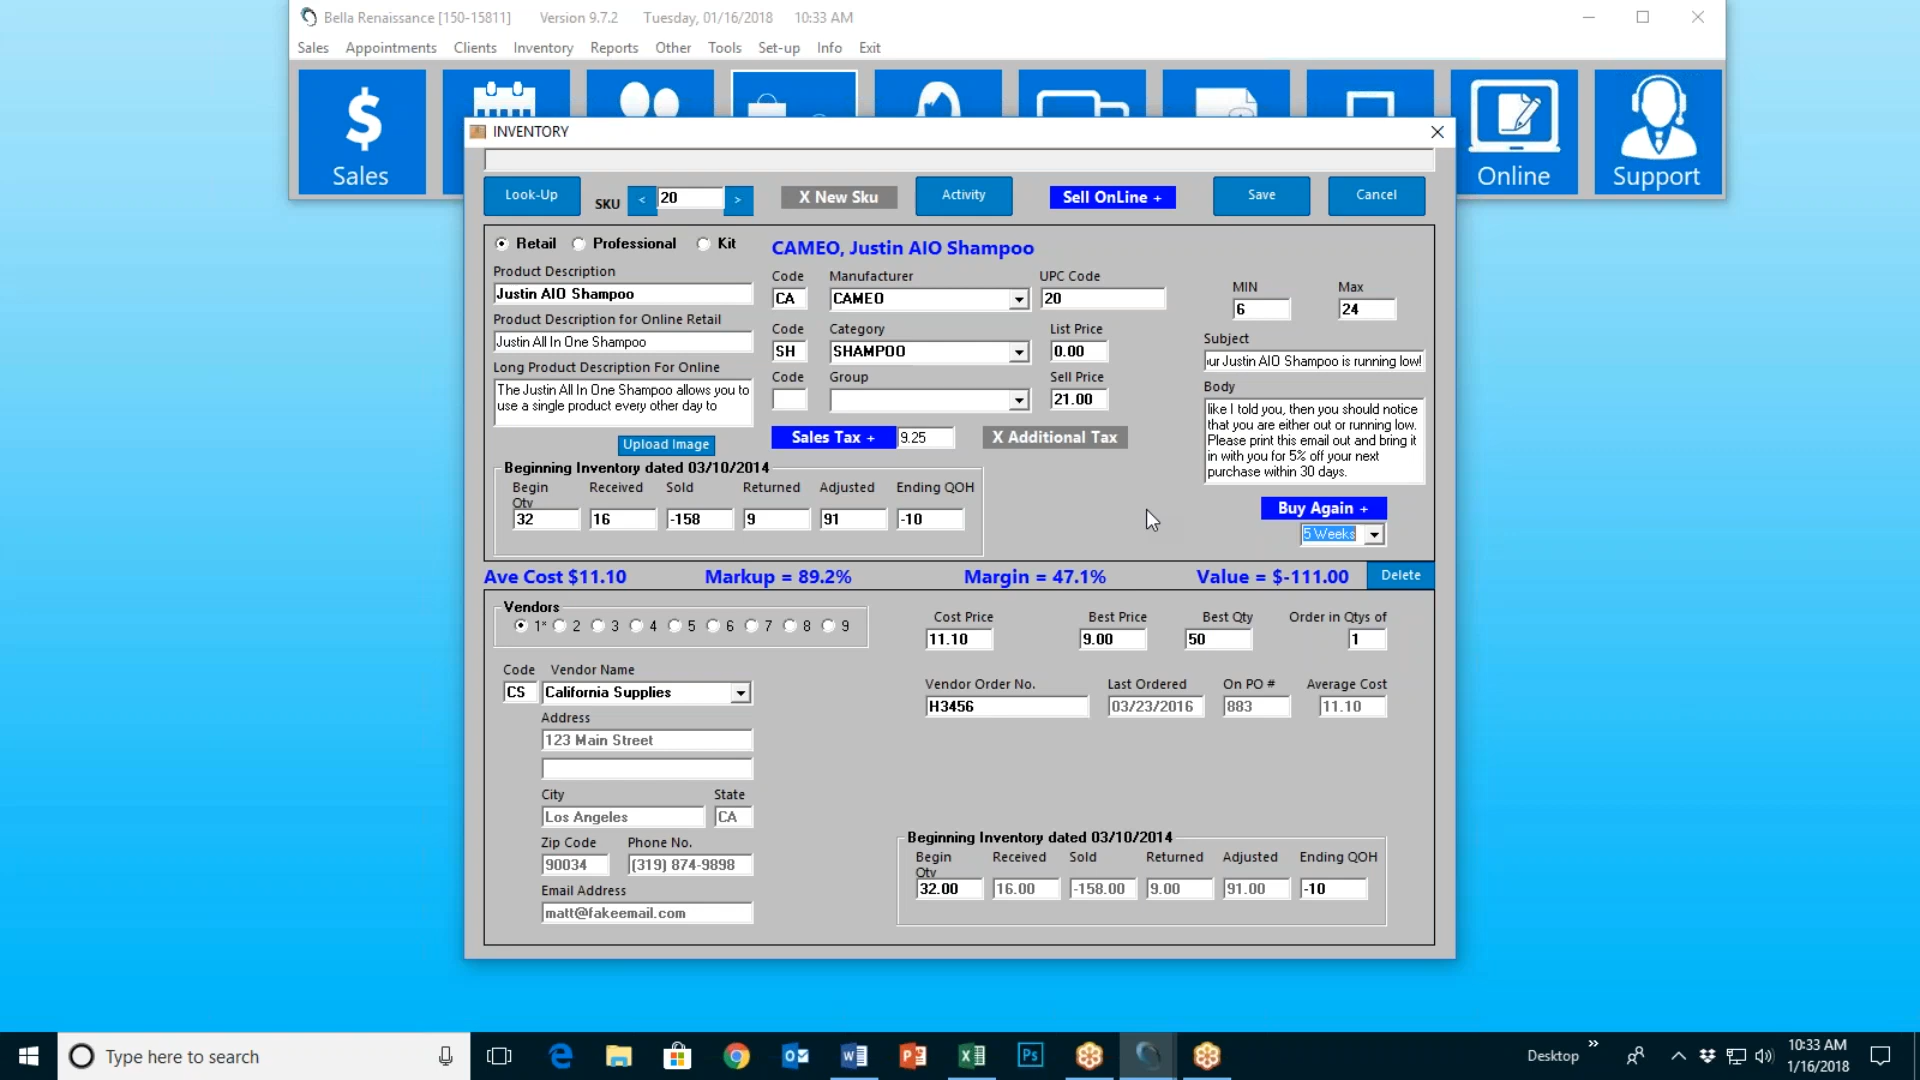 Bella Renaissance [150-15811] Version 9.7.2 Tuesday, 01/16/2018 10:33 AM
Sales Appointments Clients Inventory Reports Other Tools Set-up Info Exit
Sales Online Support
INVENTORY
Look-Up SKU < 20 > X New Sku Activity Sell OnLine + Save Cancel
Retail Professional Kit
CAMEO, Justin AIO Shampoo
Product Description
Justin AIO Shampoo
Product Description for Online Retail
Justin All In One Shampoo
Long Product Description For Online
The Justin All In One Shampoo allows you to
use a single product every other day to
Upload Image
Code Manufacturer UPC Code
CA CAMEO 20
Code Category List Price
SH SHAMPOO 0.00
Code Group Sell Price
21.00
Sales Tax + 9.25 X Additional Tax
MIN Max
6 24
Subject
ur Justin AIO Shampoo is running low!
Body
like I told you, then you should notice
that you are either out or running low.
Please print this email out and bring it
in with you for 5% off your next
purchase within 30 days.
Buy Again +
5 Weeks
Beginning Inventory dated 03/10/2014
Begin Qty Received Sold Returned Adjusted Ending QOH
32 16 -158 9 91 -10
Ave Cost $11.10 Markup = 89.2% Margin = 47.1% Value = $-111.00 Delete
Vendors
1* 2 3 4 5 6 7 8 9
Cost Price Best Price Best Qty Order in Qtys of
11.10 9.00 50 1
Code Vendor Name
CS California Supplies
Vendor Order No. Last Ordered On PO # Average Cost
H3456 03/23/2016 883 11.10
Address
123 Main Street
City State
Los Angeles CA
Zip Code Phone No.
90034 (319) 874-9898
Email Address
matt@fakeemail.com
Beginning Inventory dated 03/10/2014
Begin Qty Received Sold Returned Adjusted Ending QOH
32.00 16.00 -158.00 9.00 91.00 -10
Type here to search
Desktop »
10:33 AM
1/16/2018